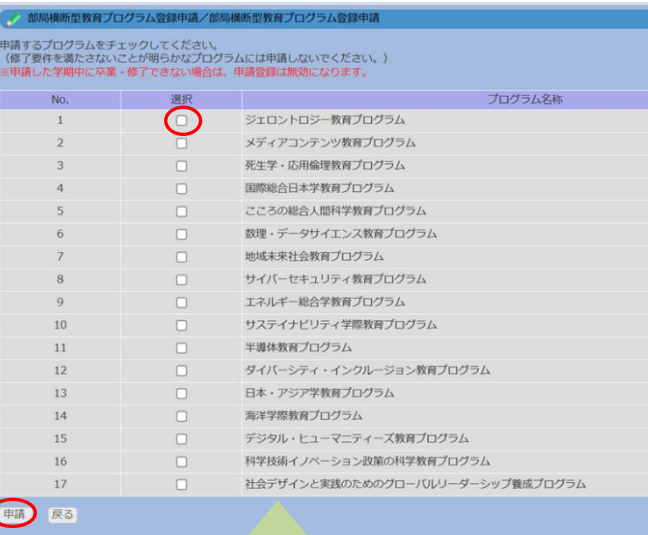 部局横断型教育プログラム登録申請／部局横断型プログラム登録申請
申請するプログラムをチェックしてください。
（修了要件を満たさないことが明らかなプログラムには申請しないでください。）
※申請した学期中に卒業・修了できない場合は、申請登録は無効になります。
No. 選択 プログラム名称
1 ジェロントロジー教育プログラム
2 メディアコンテンツ教育プログラム
3 死生学・応用倫理教育プログラム
4 国際総合日本学教育プログラム
5 こころの総合人間科学教育プログラム
6 数理・データサイエンス教育プログラム
7 地域未来社会教育プログラム
8 サイバーセキュリティ教育プログラム
9 エネルギー総合学教育プログラム
10 サステイナビリティ学際教育プログラム
11 半導体教育プログラム
12 ダイバーシティ・インクルージョン教育プログラム
13 日本・アジア学教育プログラム
14 海洋学際教育プログラム
15 デジタル・ヒューマニティーズ教育プログラム
16 科学技術イノベーション政策の科学教育プログラム
17 社会デザインと実践のためのグローバルリーダーシップ養成プログラム
申請 戻る